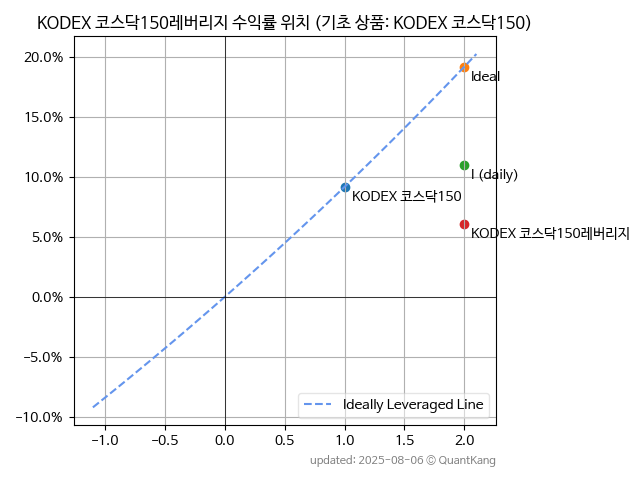 KODEX 코스닥150레버리지 수익률 위치 (기초 상품: KODEX 코스닥150)
20.0%
15.0%
10.0%
5.0%
0.0%
−5.0%
−10.0%
Ideal
I (daily)
KODEX 코스닥150
KODEX 코스닥150레버리지
Ideally Leveraged Line
−1.0 −0.5 0.0 0.5 1.0 1.5 2.0
updated: 2025-08-06 © QuantKang